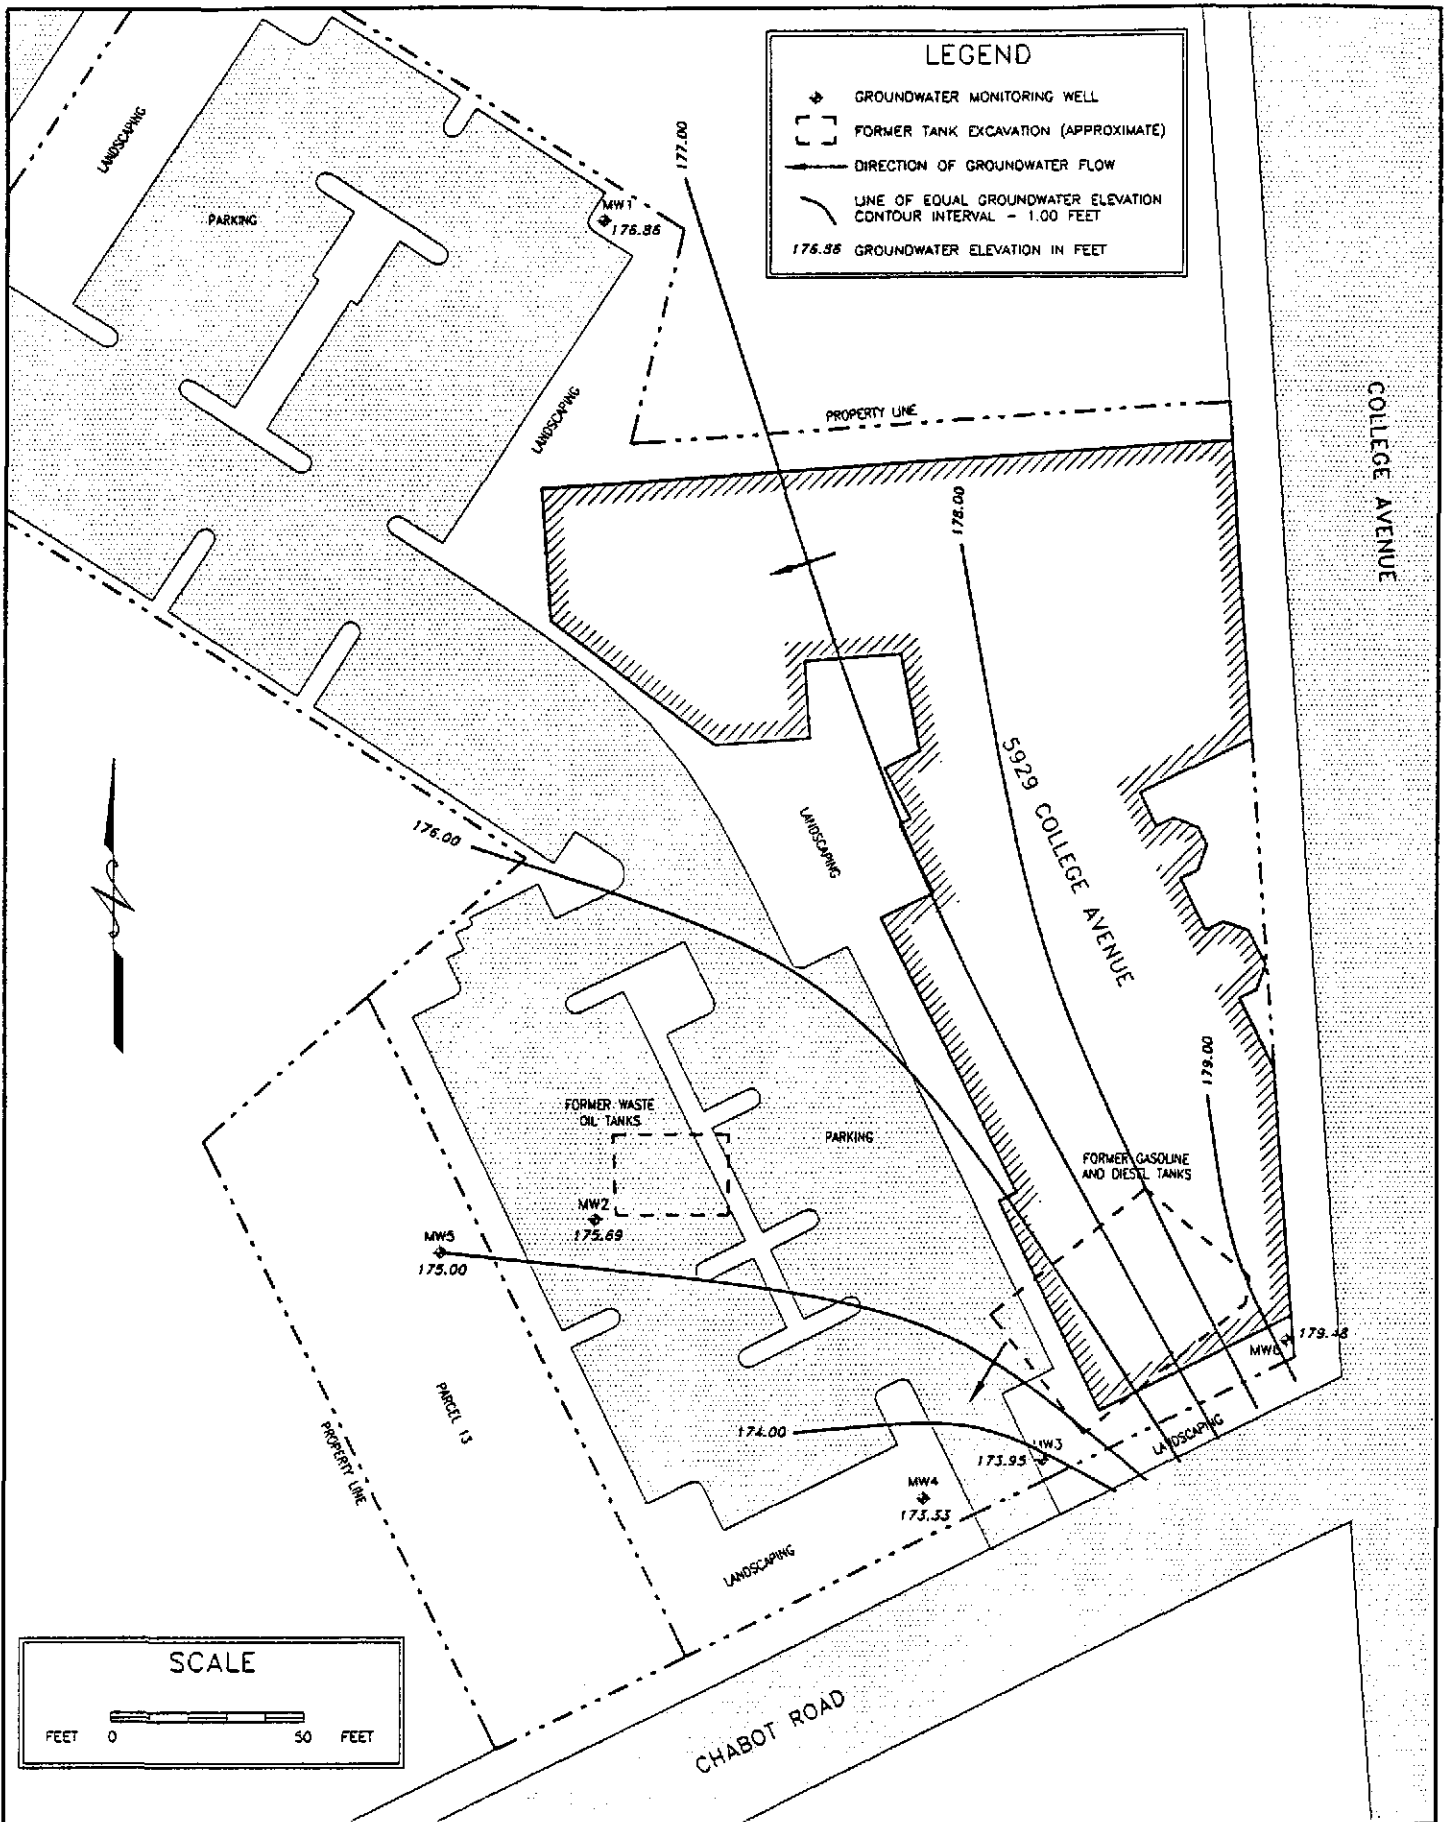 LEGEND
GROUNDWATER MONITORING WELL
FORMER TANK EXCAVATION (APPROXIMATE)
DIRECTION OF GROUNDWATER FLOW
LINE OF EQUAL GROUNDWATER ELEVATION
CONTOUR INTERVAL - 1.00 FEET
176.86 GROUNDWATER ELEVATION IN FEET
LANDSCAPING
PARKING
MW1
176.86
177.00
LANDSCAPING
PROPERTY LINE
COLLEGE AVENUE
178.00
5929 COLLEGE AVENUE
LANDSCAPING
176.00
179.00
FORMER WASTE
OIL TANKS
PARKING
FORMER GASOLINE
AND DIESEL TANKS
MW2
175.69
MW5
175.00
179.48
PARCEL 13
PROPERTY LINE
174.00
MW3
173.95
LANDSCAPING
MW4
173.53
LANDSCAPING
CHABOT ROAD
SCALE
FEET 0 50 FEET